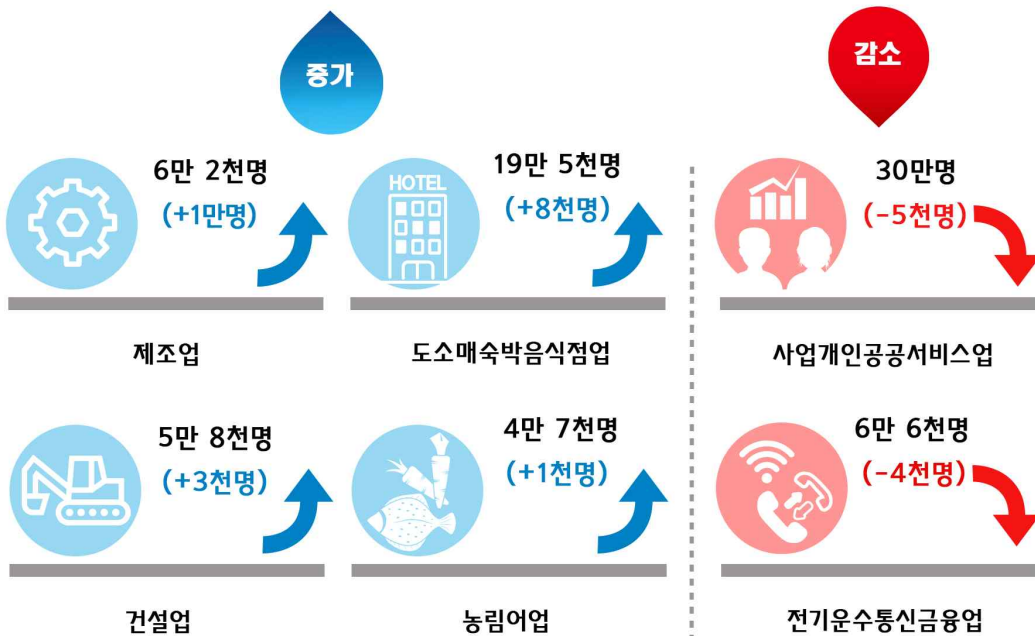 증가
감소
6만 2천명
(+1만명)
제조업
HOTEL
19만 5천명
(+8천명)
도소매숙박음식점업
30만명
(-5천명)
사업개인공공서비스업
5만 8천명
(+3천명)
건설업
4만 7천명
(+1천명)
농림어업
6만 6천명
(-4천명)
전기운수통신금융업